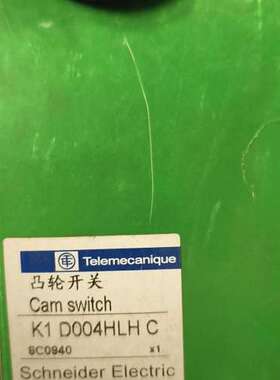 Telemecanique
凸轮开关
Cam switch
K1 D004HLH C
8C0940 x1
Schneider Electric